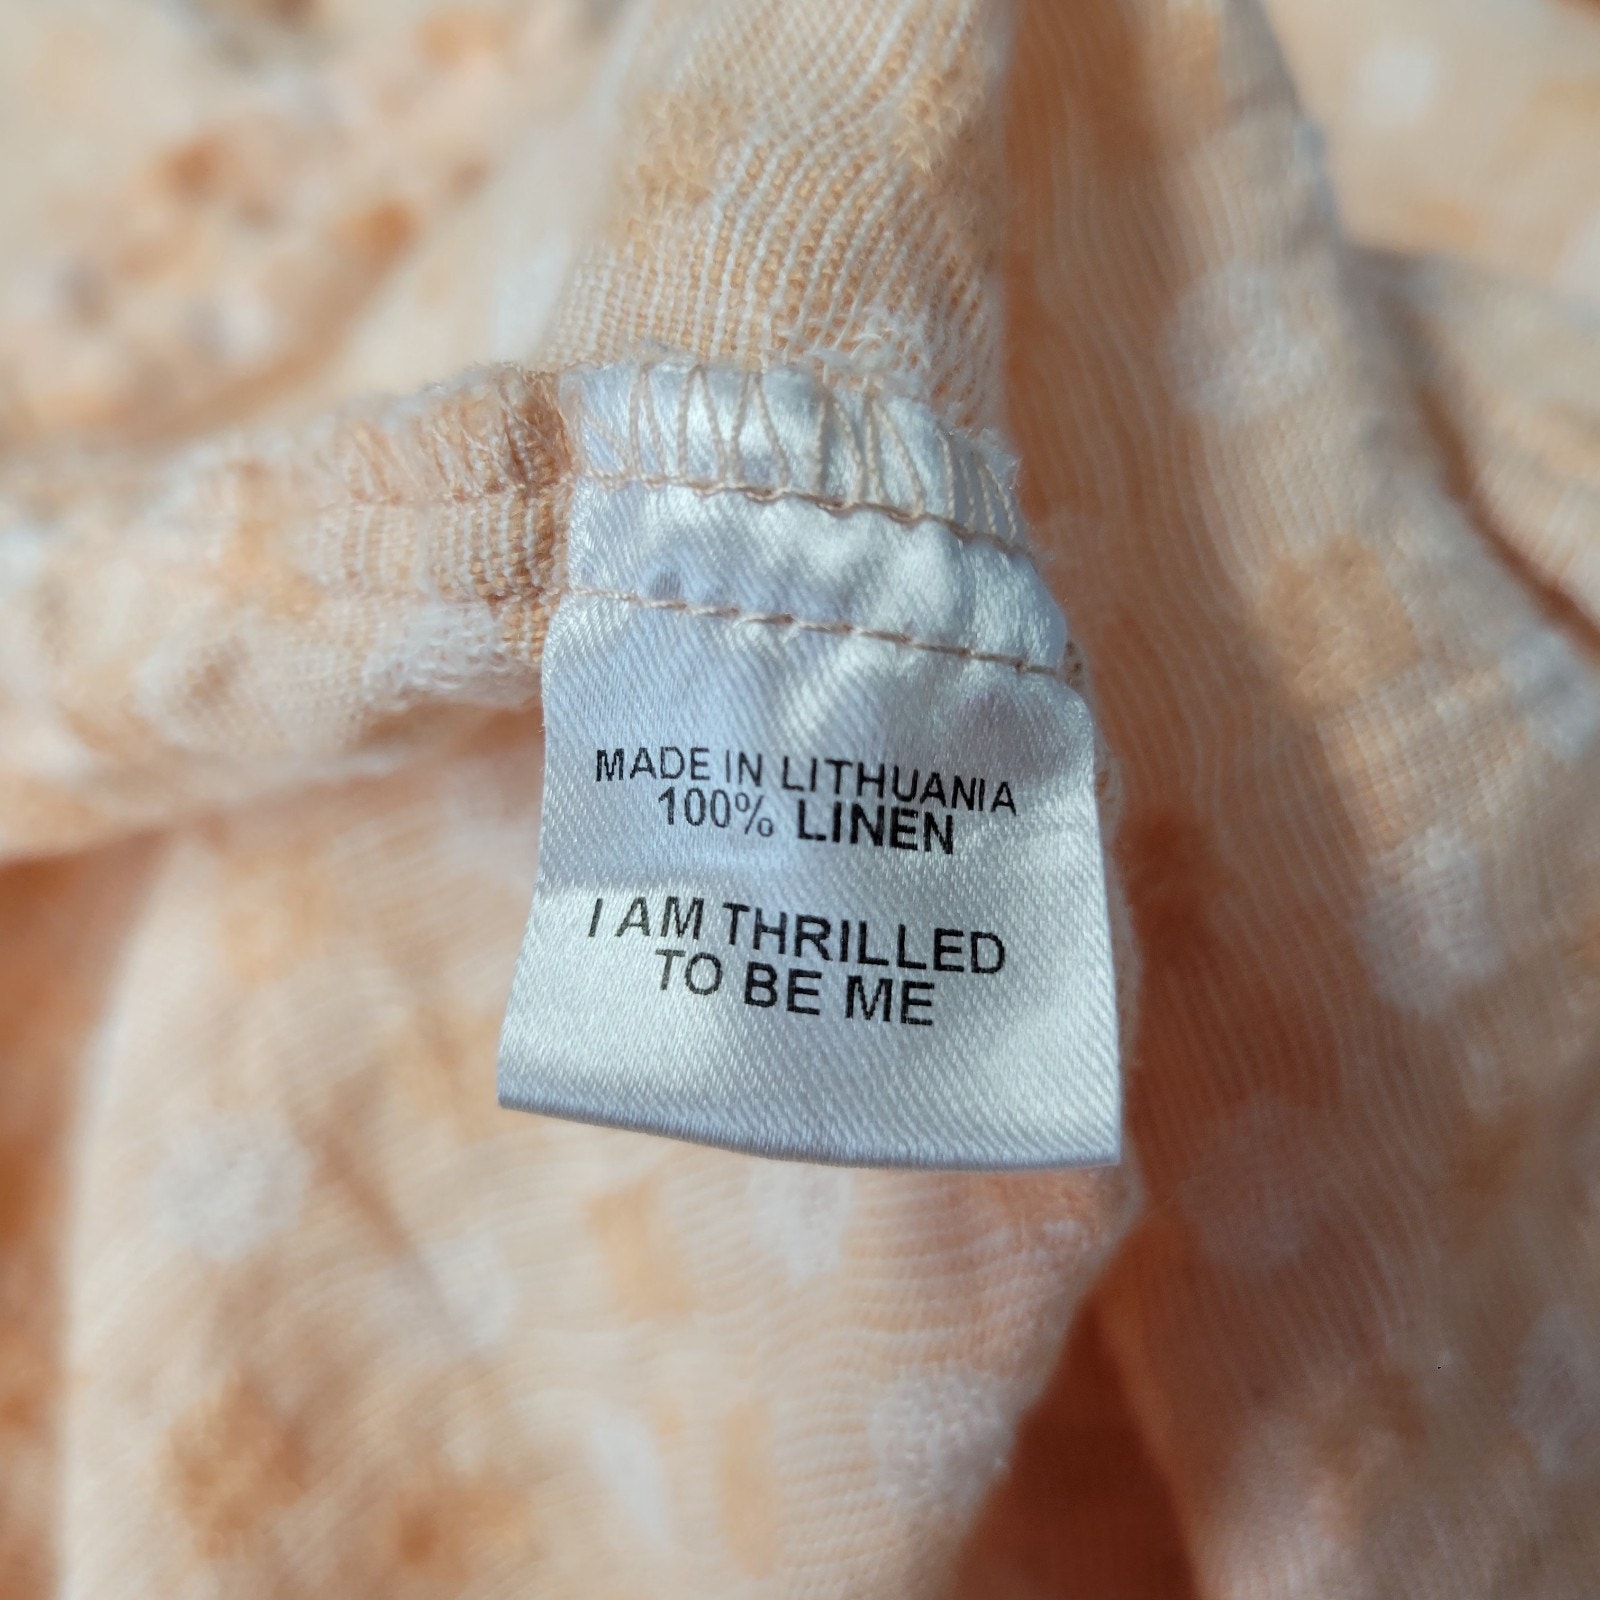 MADE IN LITHUANIA
100% LINEN
I AM THRILLED
TO BE ME